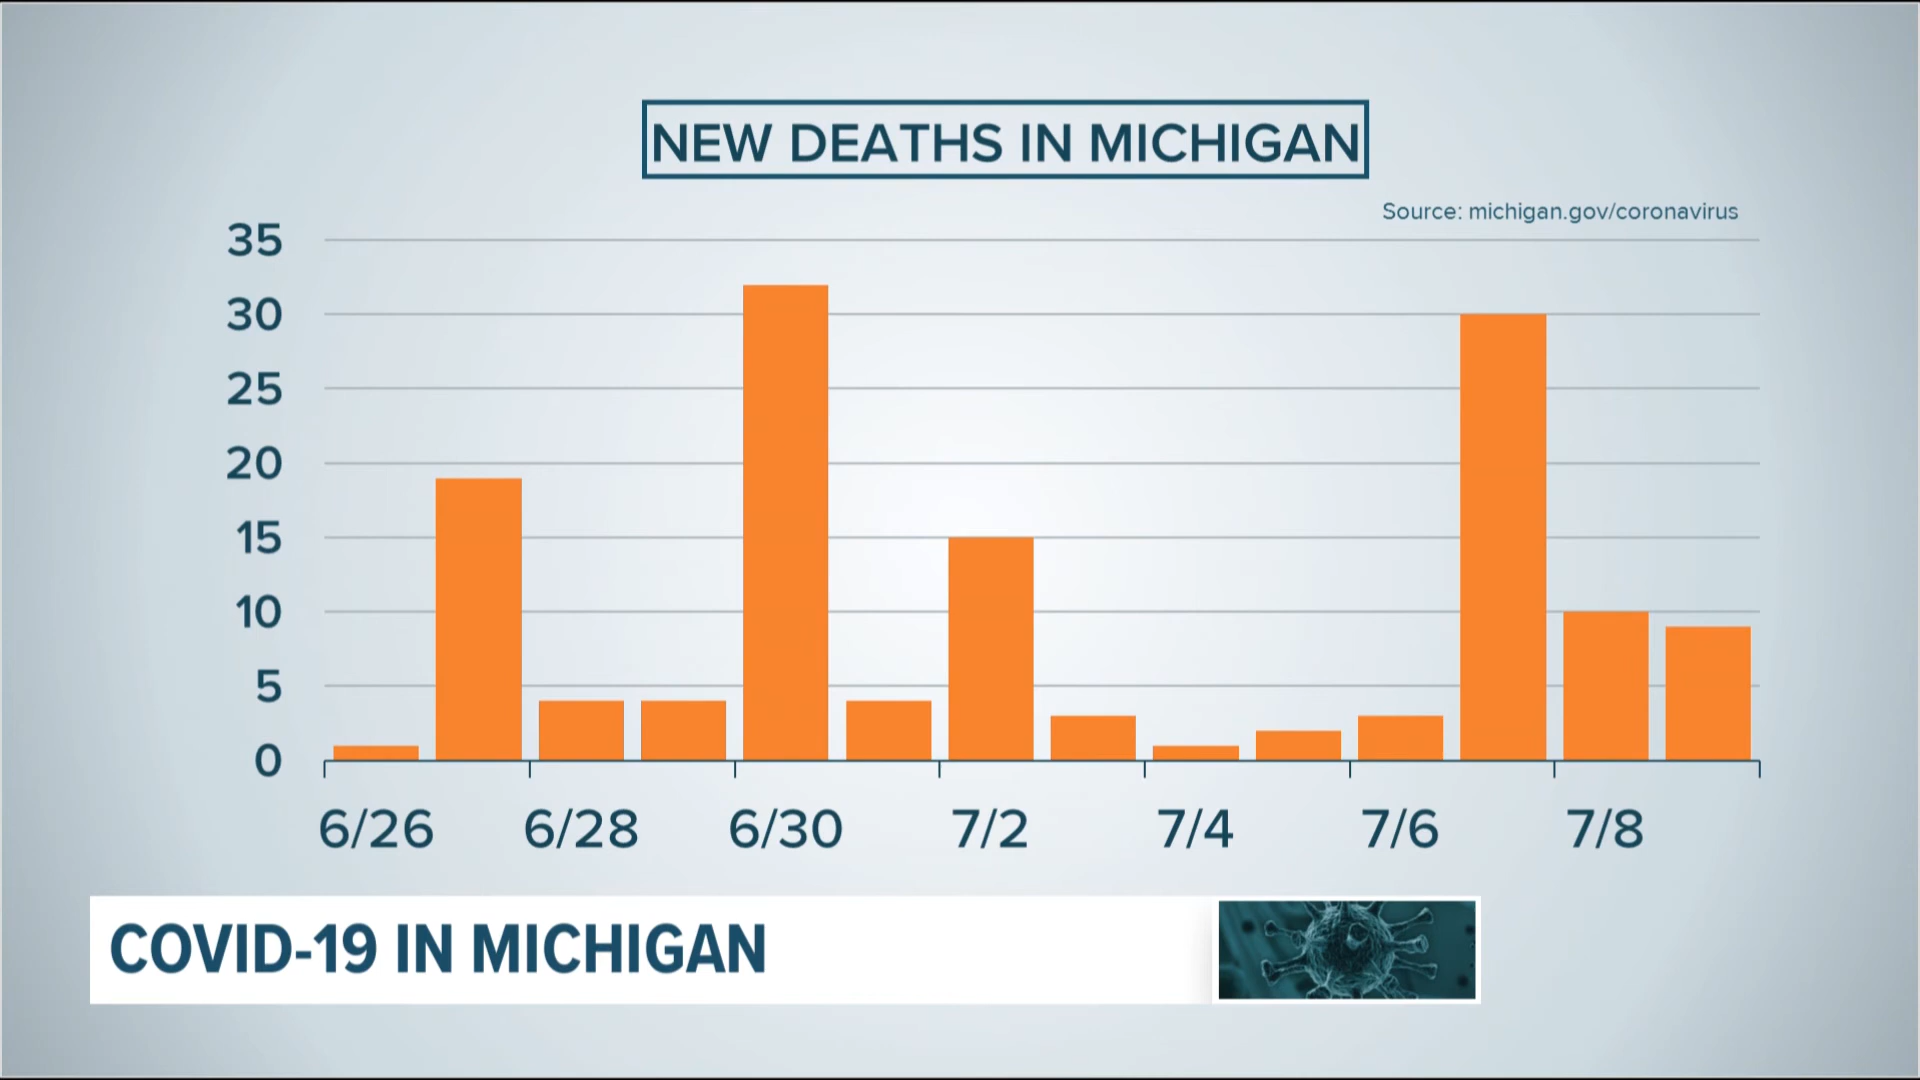 NEW DEATHS IN MICHIGAN
Source: michigan.gov/coronavirus
35
30
25
20
15
10
5
0
6/26 6/28 6/30 7/2 7/4 7/6 7/8
COVID-19 IN MICHIGAN